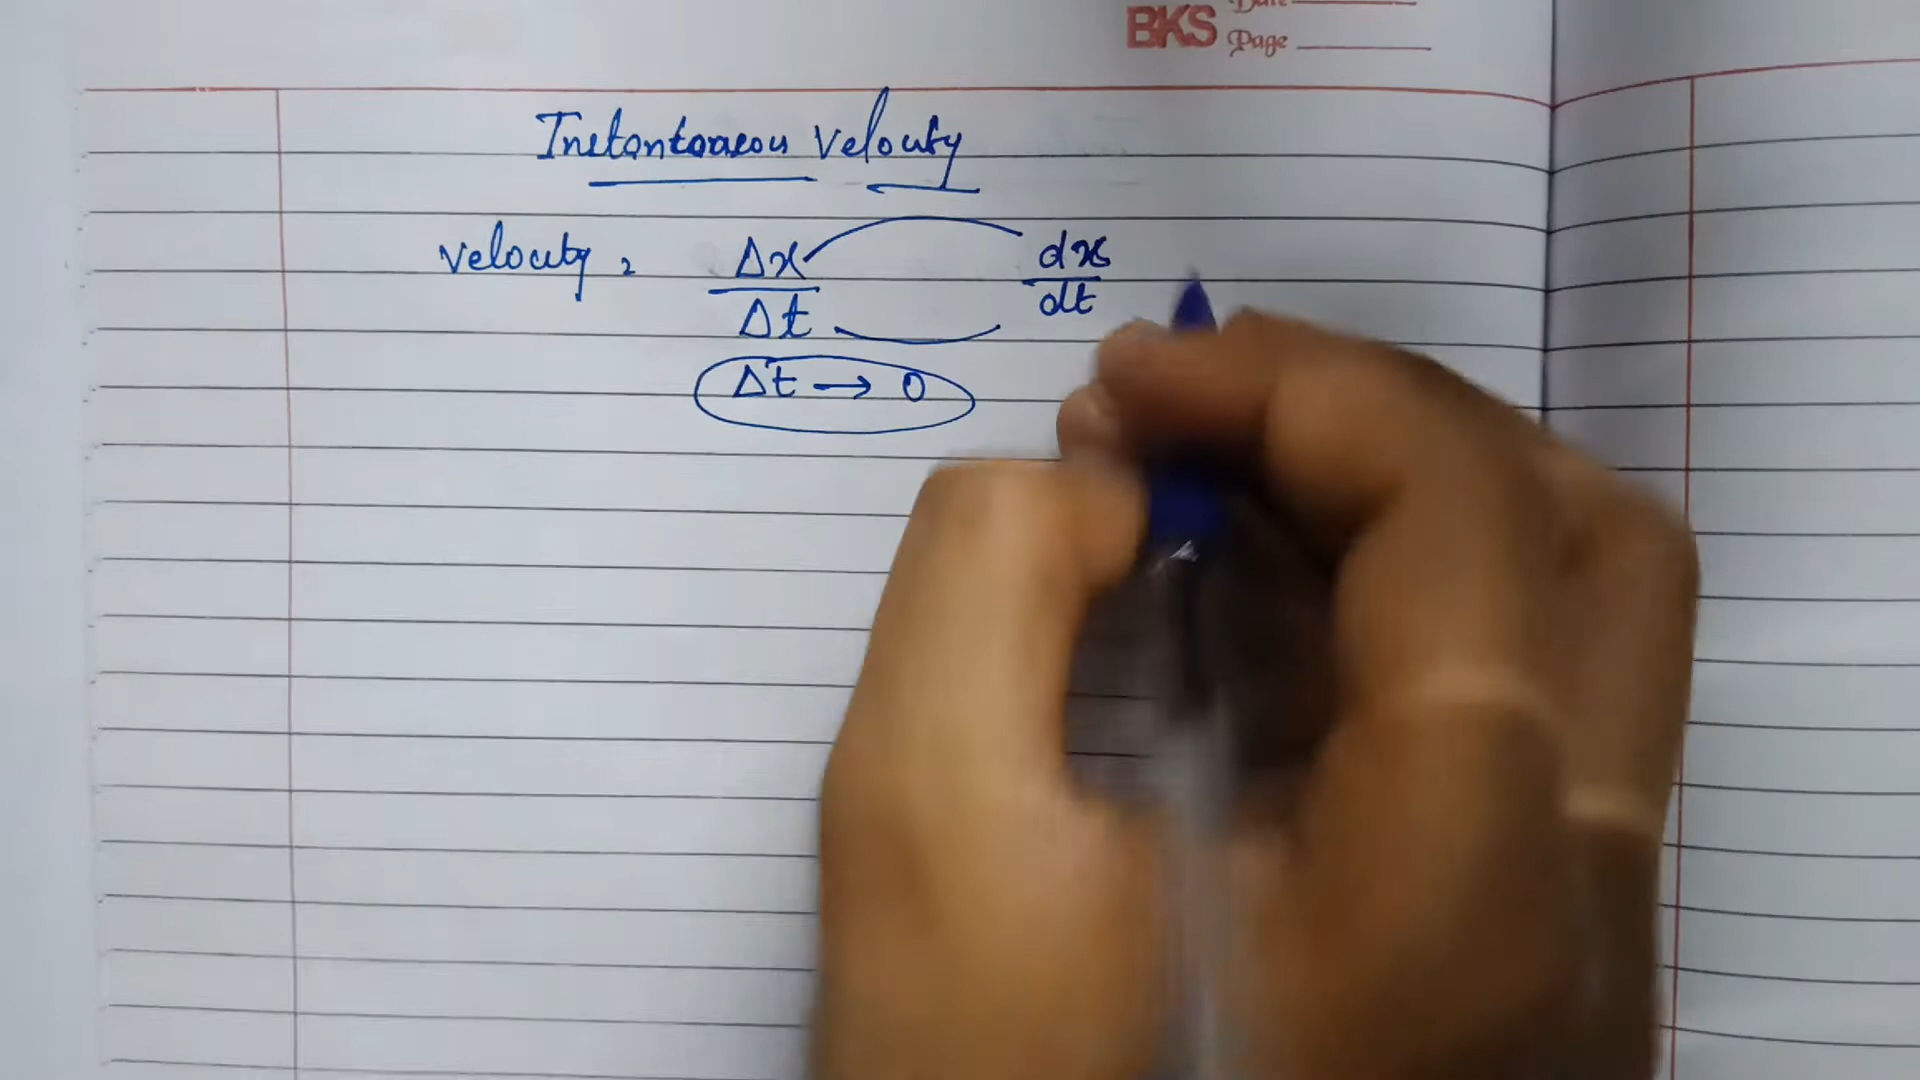 BKS Date
Page
Instantaneous Velocity
Velocity = Δx/Δt dx/dt
Δt → 0